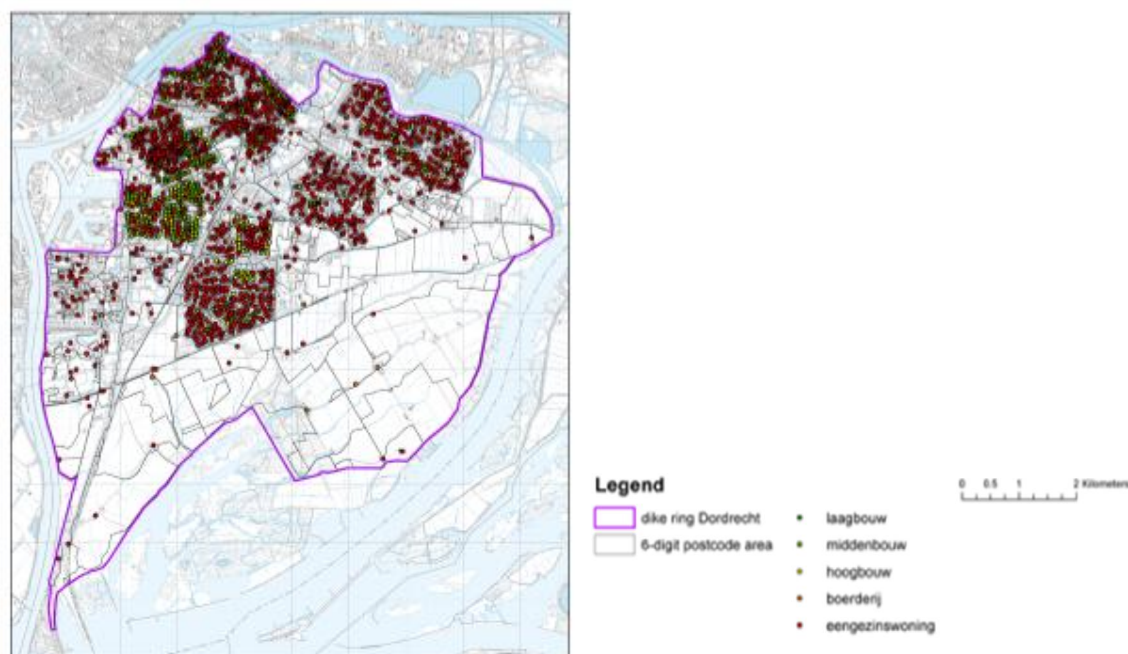 Legend
dike ring Dordrecht
6-digit postcode area
laagbouw
middenbouw
hoogbouw
boerderij
eengezinswoning
0 0.5 1 2 Kilometers